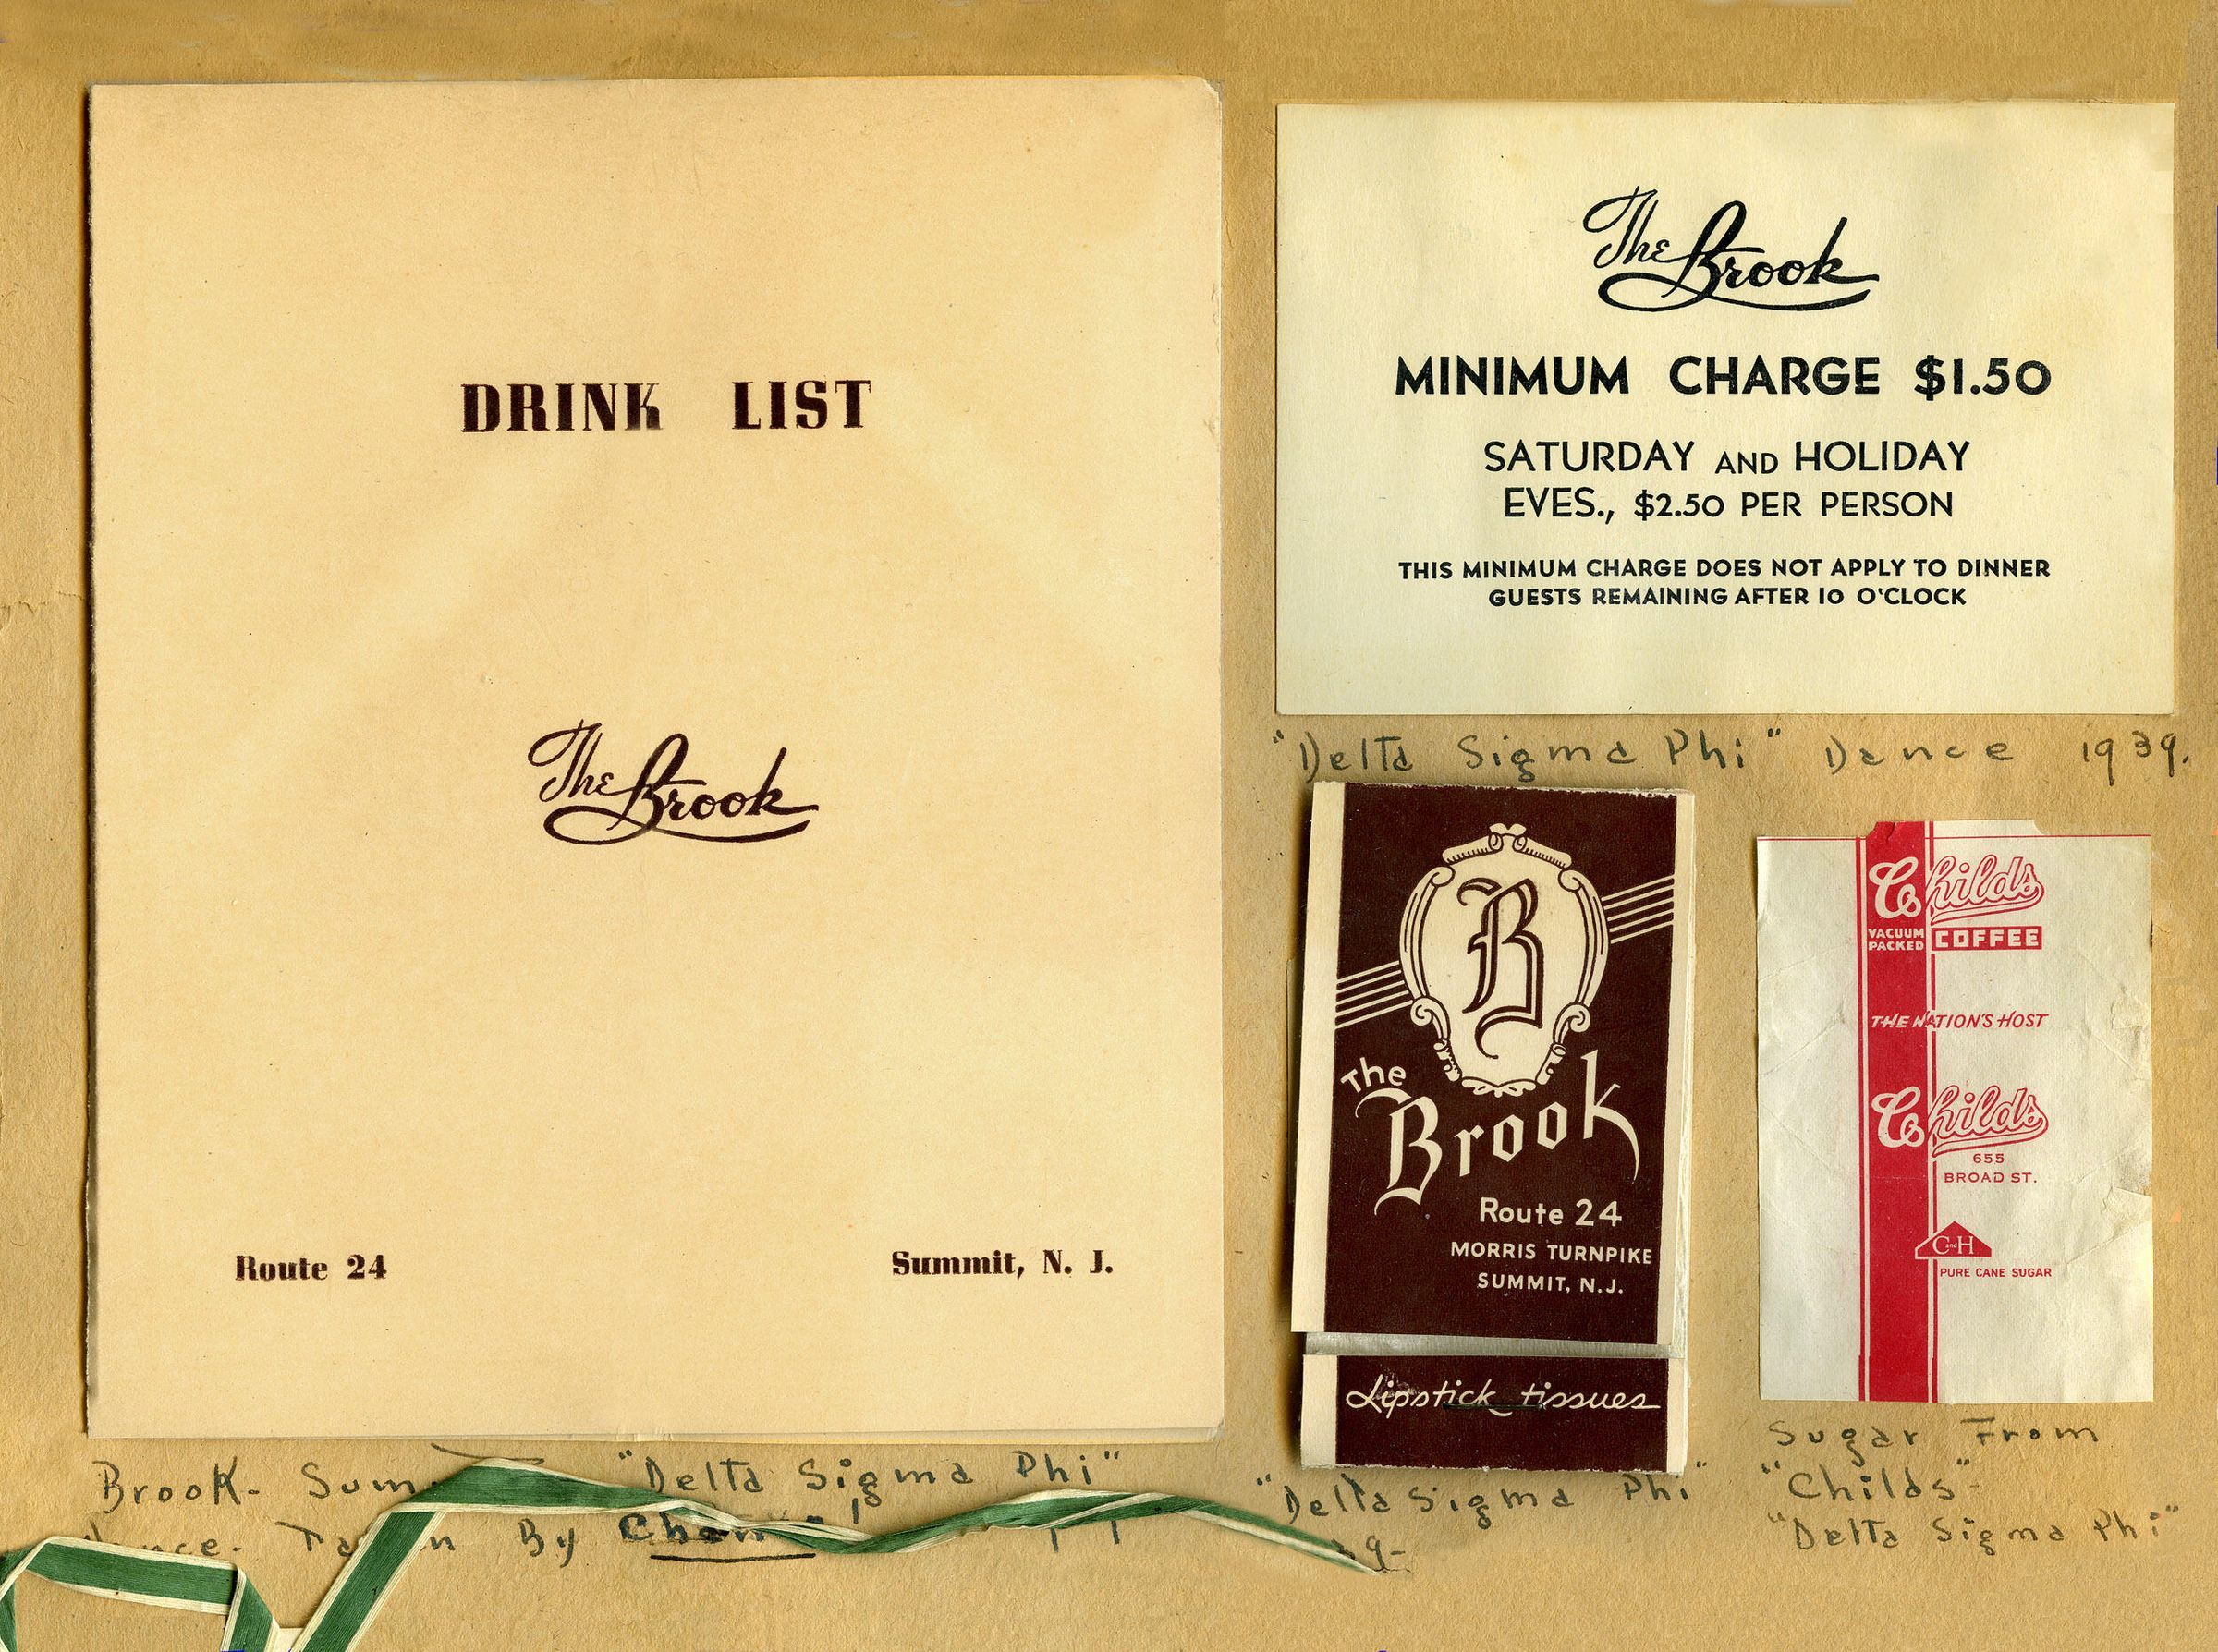 DRINK LIST
The Brook
Route 24 Summit, N. J.
Brook- Sum "Delta Sigma Phi"
By
The Brook
MINIMUM CHARGE $1.50
SATURDAY AND HOLIDAY
EVES., $2.50 PER PERSON
THIS MINIMUM CHARGE DOES NOT APPLY TO DINNER
GUESTS REMAINING AFTER 10 O'CLOCK
"Delta Sigma Phi" Dance 1939.
B
The
Brook
Route 24
MORRIS TURNPIKE
SUMMIT, N.J.
Lipstick tissues
"Delta Sigma Phi"
39-
Childs
VACUUM PACKED COFFEE
THE NATION'S HOST
Childs
655
BROAD ST.
C and H
PURE CANE SUGAR
Sugar From
"Childs"-
"Delta Sigma Phi"